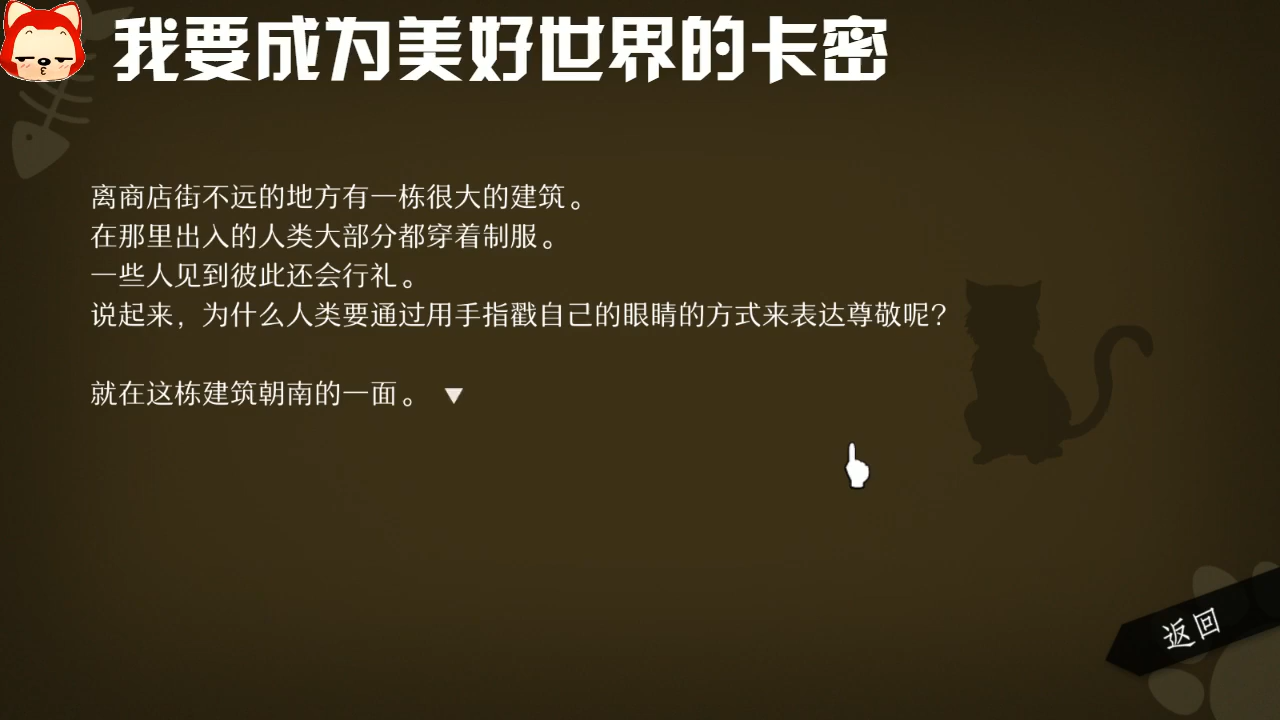 我要成为美好世界的卡密
离商店街不远的地方有一栋很大的建筑。
在那里出入的人类大部分都穿着制服。
一些人见到彼此还会行礼。
说起来，为什么人类要通过用手指戳自己的眼睛的方式来表达尊敬呢？
就在这栋建筑朝南的一面。
返回